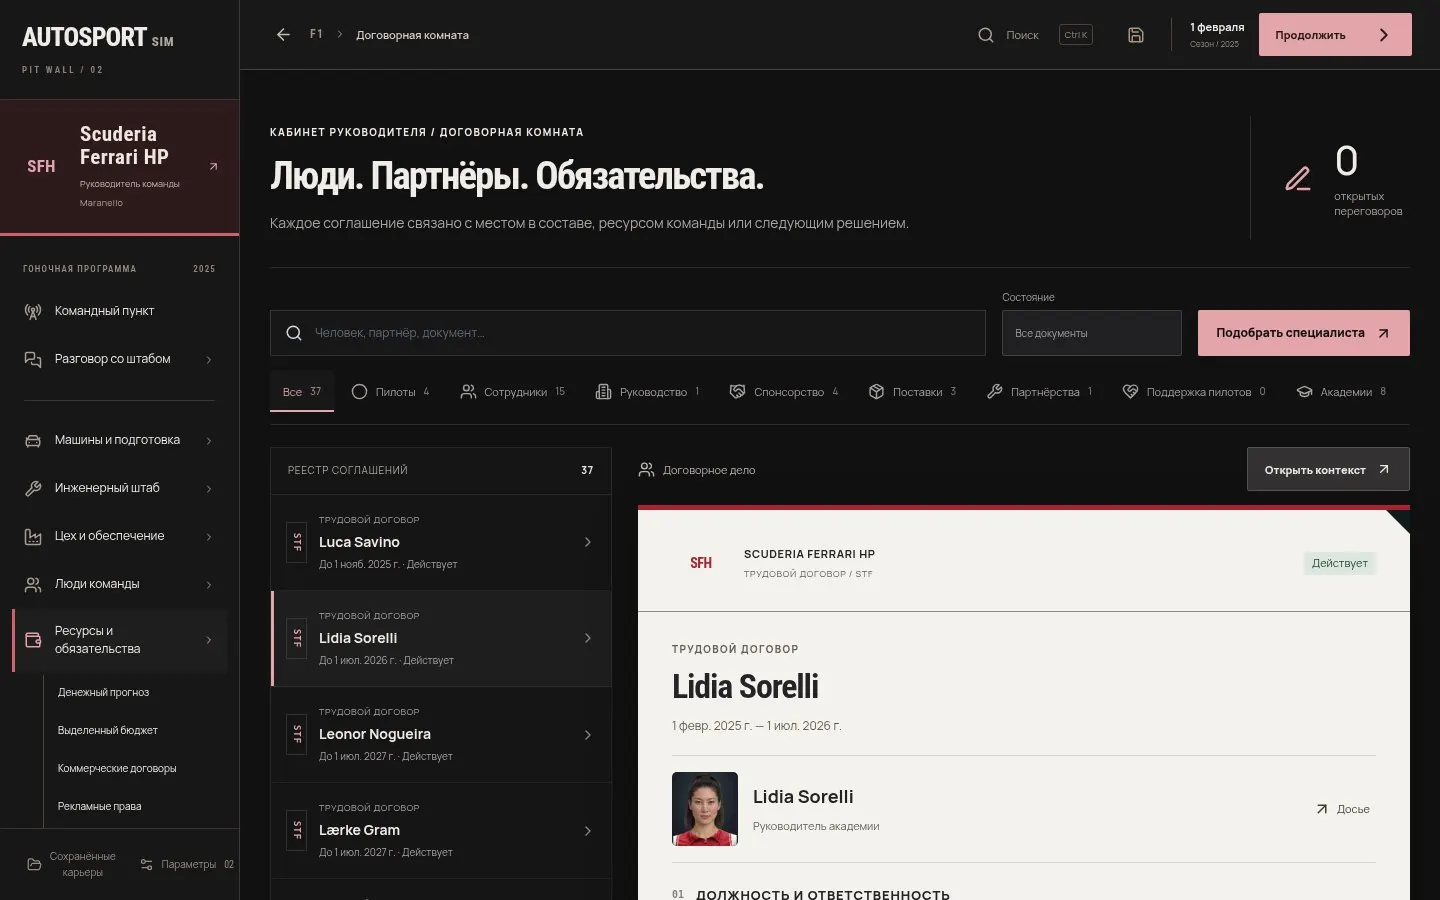 AUTOSPORT SIM
PIT WALL / 02
SFH
Scuderia
Ferrari HP
Руководитель команды
Maranello
ГОНОЧНАЯ ПРОГРАММА 2025
Командный пункт
Разговор со штабом
Машины и подготовка
Инженерный штаб
Цех и обеспечение
Люди команды
Ресурсы и
обязательства
Денежный прогноз
Выделенный бюджет
Коммерческие договоры
Рекламные права
Сохранённые
карьеры
Параметры 02
F1 Договорная комната
Поиск Ctrl K
1 февраля
Сезон / 2025
Продолжить
КАБИНЕТ РУКОВОДИТЕЛЯ / ДОГОВОРНАЯ КОМНАТА
Люди. Партнёры. Обязательства.
Каждое соглашение связано с местом в составе, ресурсом команды или следующим решением.
0
открытых
переговоров
Человек, партнёр, документ...
Состояние
Все документы
Подобрать специалиста
Все 37 Пилоты 4 Сотрудники 15 Руководство 1 Спонсорство 4 Поставки 3 Партнёрства 1 Поддержка пилотов 0 Академии 8
РЕЕСТР СОГЛАШЕНИЙ 37
STF
ТРУДОВОЙ ДОГОВОР
Luca Savino
До 1 нояб. 2025 г. · Действует
STF
ТРУДОВОЙ ДОГОВОР
Lidia Sorelli
До 1 июл. 2026 г. · Действует
STF
ТРУДОВОЙ ДОГОВОР
Leonor Nogueira
До 1 июл. 2027 г. · Действует
STF
ТРУДОВОЙ ДОГОВОР
Lærke Gram
До 1 июл. 2027 г. · Действует
Договорное дело
Открыть контекст
SFH
SCUDERIA FERRARI HP
ТРУДОВОЙ ДОГОВОР / STF
Действует
ТРУДОВОЙ ДОГОВОР
Lidia Sorelli
1 февр. 2025 г. — 1 июл. 2026 г.
Lidia Sorelli
Руководитель академии
Досье
01 ДОЛЖНОСТЬ И ОТВЕТСТВЕННОСТЬ